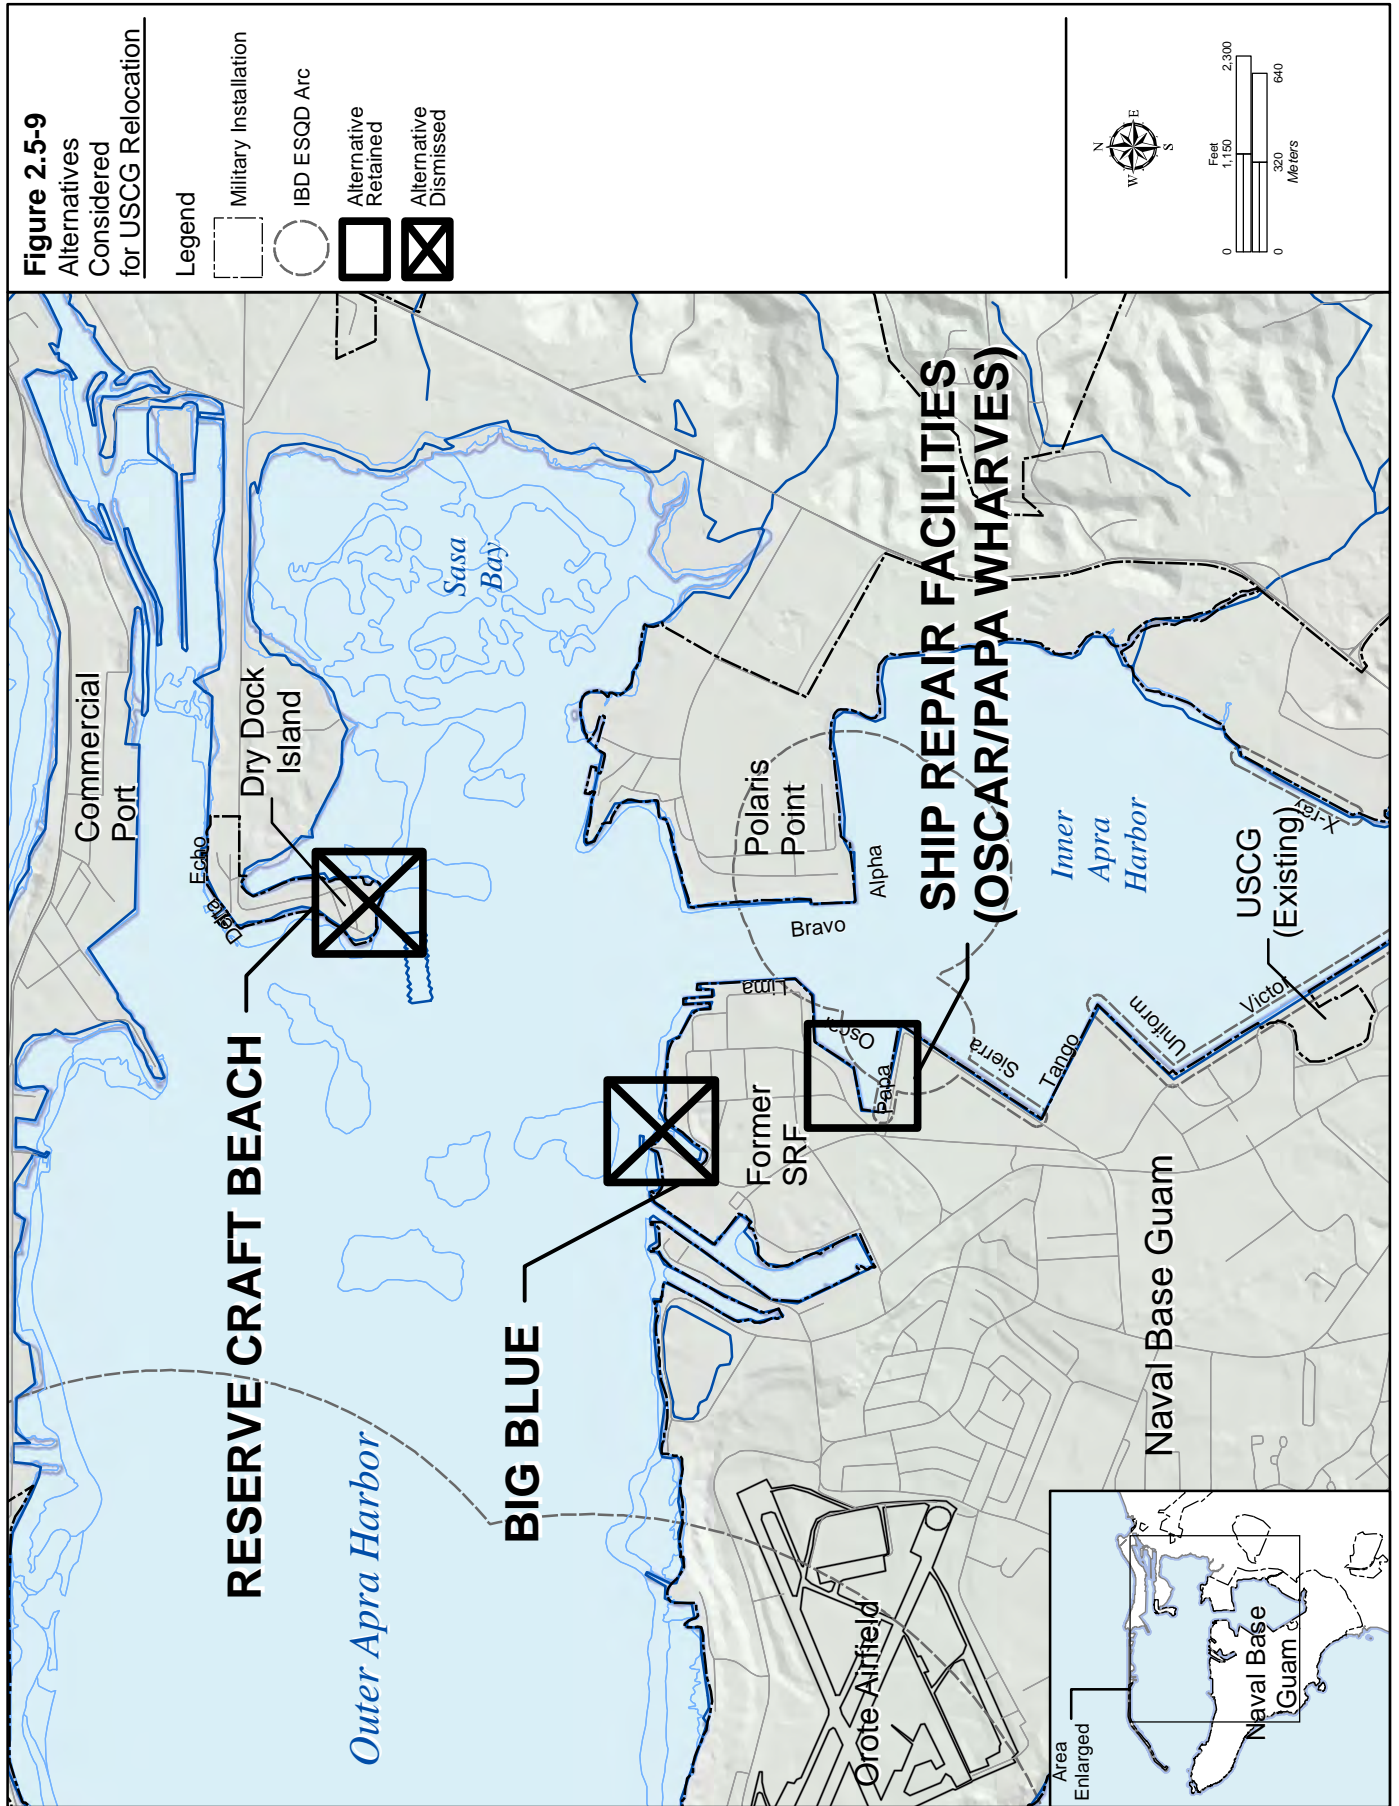 Figure 2.5-9
Alternatives
Considered
for USCG Relocation
Legend
Military Installation
IBD ESQD Arc
Alternative
Retained
Alternative
Dismissed
N
W
E
S
Feet
0
1,150
2,300
0
320
640
Meters
Commercial
Port
Echo
Delta
Dry Dock
Island
Sasa
Bay
RESERVE CRAFT BEACH
Outer Apra Harbor
BIG BLUE
Former
SRF
Lima
Oscar
Papa
Polaris
Point
Bravo
Alpha
SHIP REPAIR FACILITIES
(OSCAR/PAPA WHARVES)
Inner
Apra
Harbor
Sierra
Tango
Uniform
Victor
X-ray
USCG
(Existing)
Naval Base Guam
Orote Airfield
Area
Enlarged
Naval Base
Guam